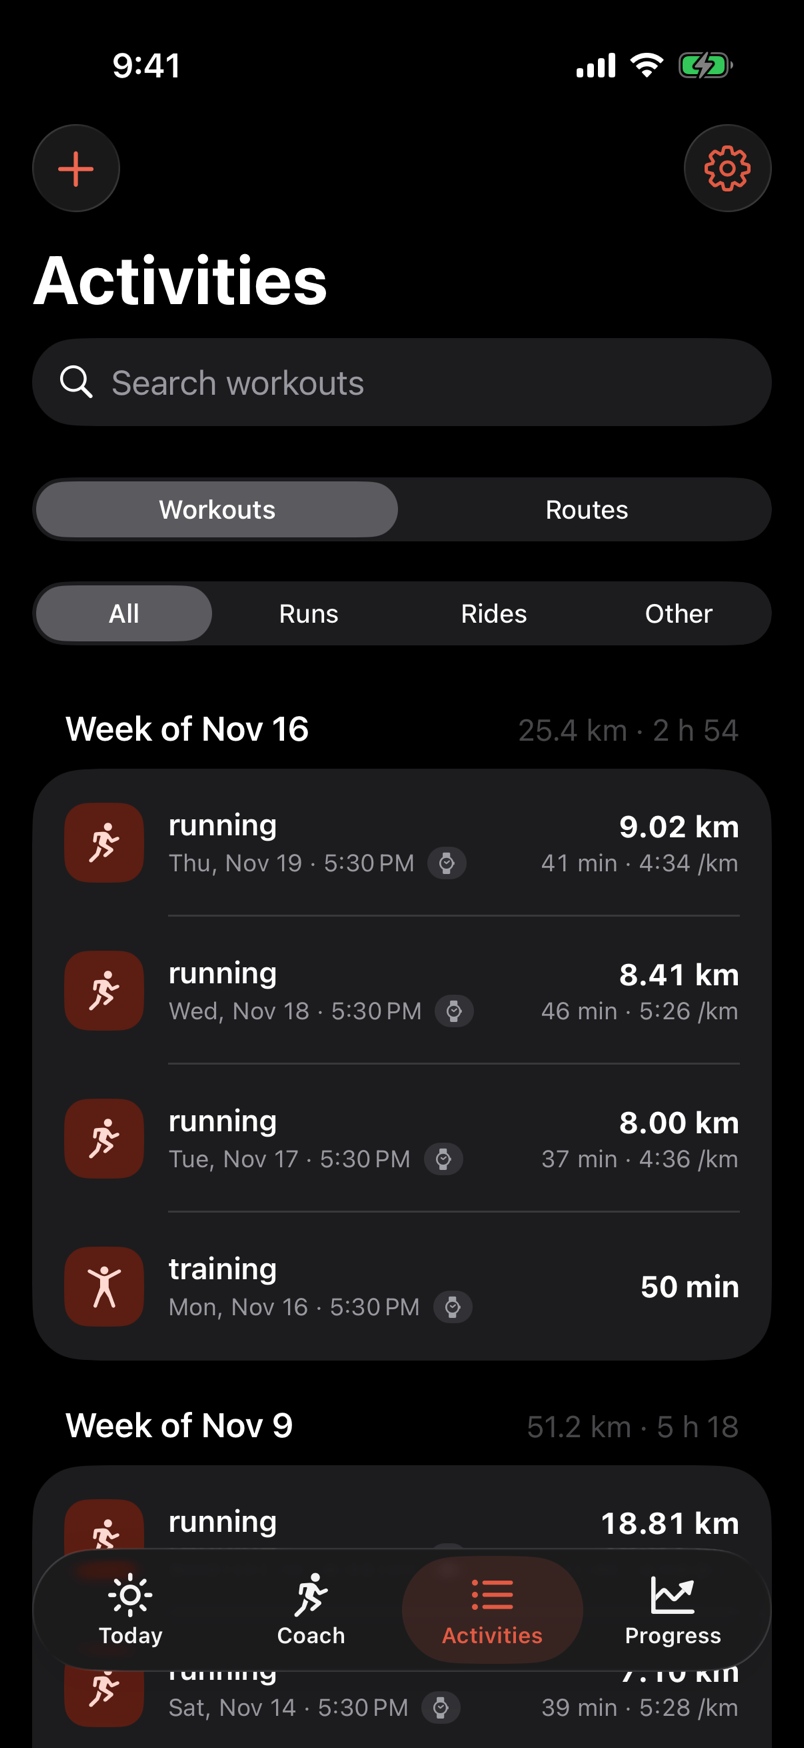 9:41
Activities
Search workouts
Workouts Routes
All Runs Rides Other
Week of Nov 16 25.4 km · 2 h 54
running 9.02 km
Thu, Nov 19 · 5:30 PM 41 min · 4:34 /km
running 8.41 km
Wed, Nov 18 · 5:30 PM 46 min · 5:26 /km
running 8.00 km
Tue, Nov 17 · 5:30 PM 37 min · 4:36 /km
training 50 min
Mon, Nov 16 · 5:30 PM
Week of Nov 9 51.2 km · 5 h 18
running 18.81 km
Today Coach Activities Progress
running 7.10 km
Sat, Nov 14 · 5:30 PM 39 min · 5:28 /km